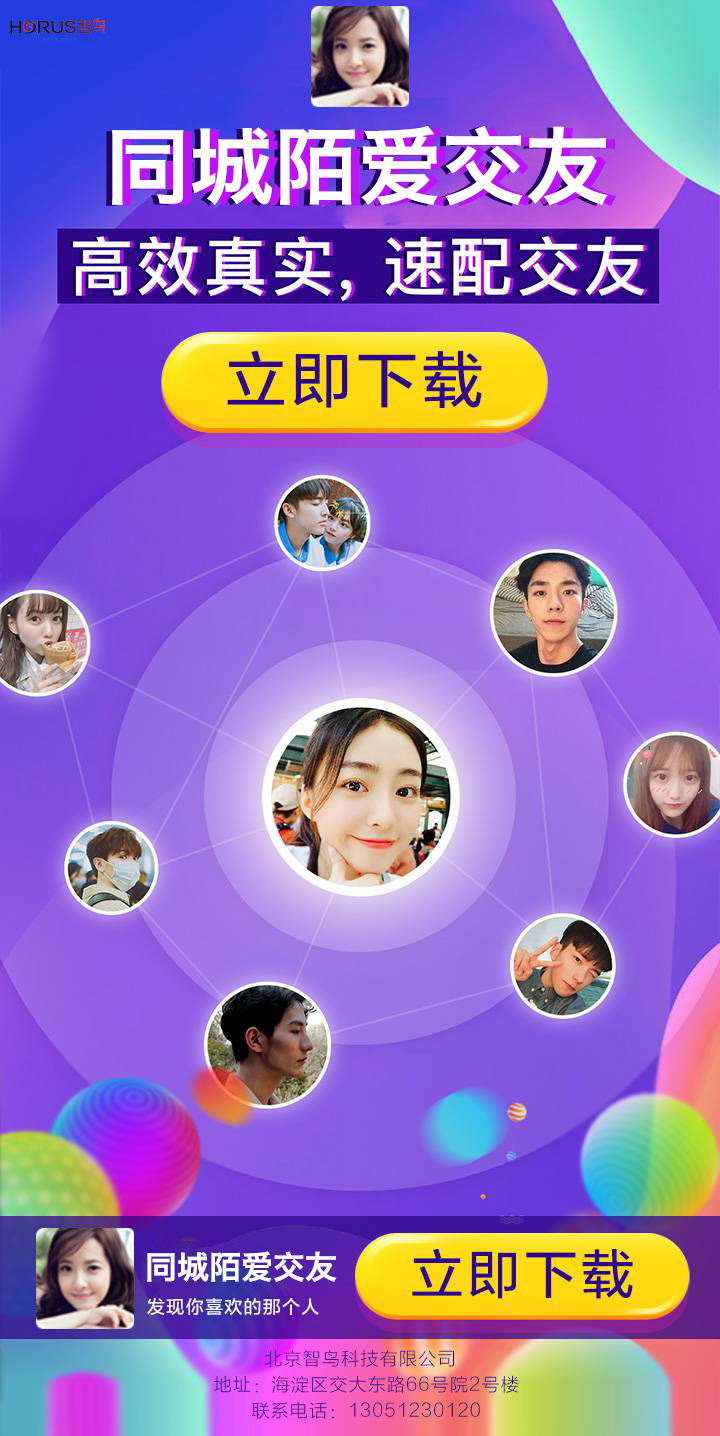 HORUS智鸟
同城陌爱交友
高效真实，速配交友
立即下载
同城陌爱交友
发现你喜欢的那个人
立即下载
北京智鸟科技有限公司
地址：海淀区交大东路66号院2号楼
联系电话：13051230120